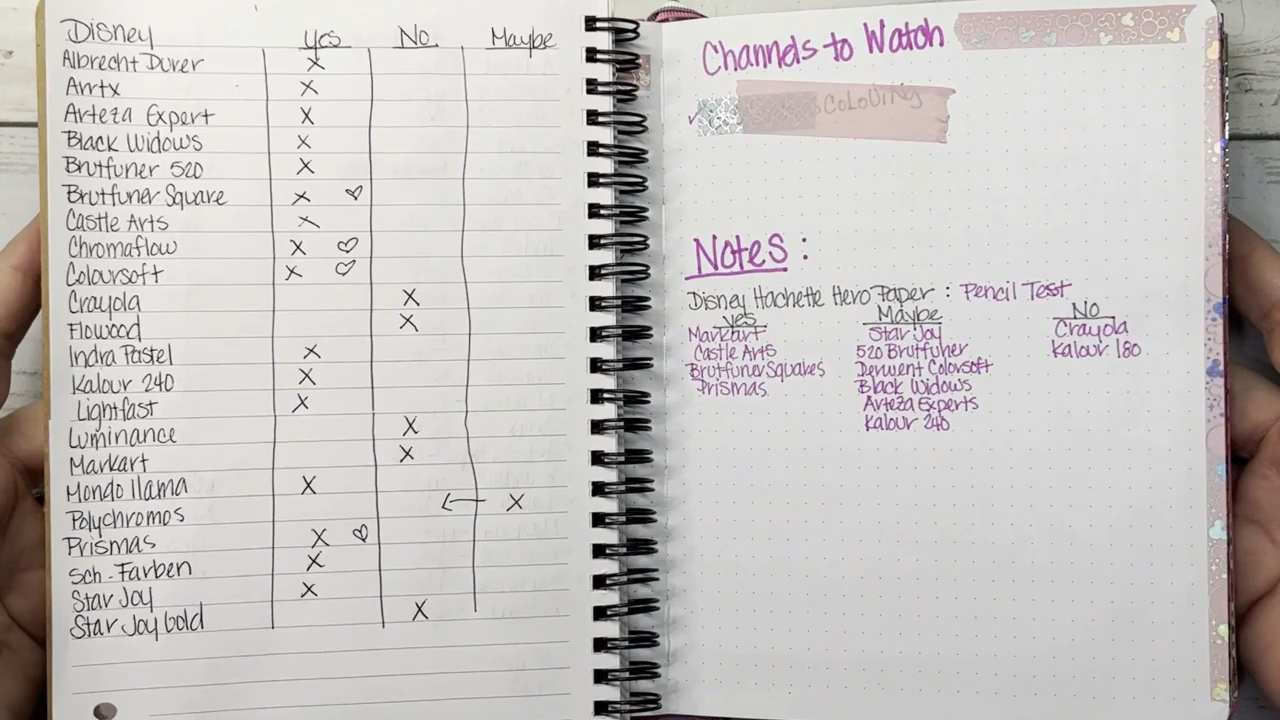 Disney Yes No. Maybe
Albrecht Durer X
Arrtx X
Arteza Expert X
Black Widows X
Brutfuner 520 X
Brutfuner Square X ♡
Castle Arts X
Chromaflow X ♡
Coloursoft X ♡
Crayola X
Flowood X
Indra Pastel X
Kalour 240 X
Lightfast X
Luminance X
Markart X
Mondo llama X
Polychromos ← X
Prismas X ♡
Sch-Farben X
Star Joy X
Star Joy Gold X
Channels to Watch
COLOURING
Notes:
Disney Hachette Hero Paper: Pencil Test
Yes Maybe No
Markart Star Joy Crayola
Castle Arts 520 Brutfuner Kalour 180
Brutfuner Squares Derwent Colorsoft
Prismas Black Widows
Arteza Experts
Kalour 240